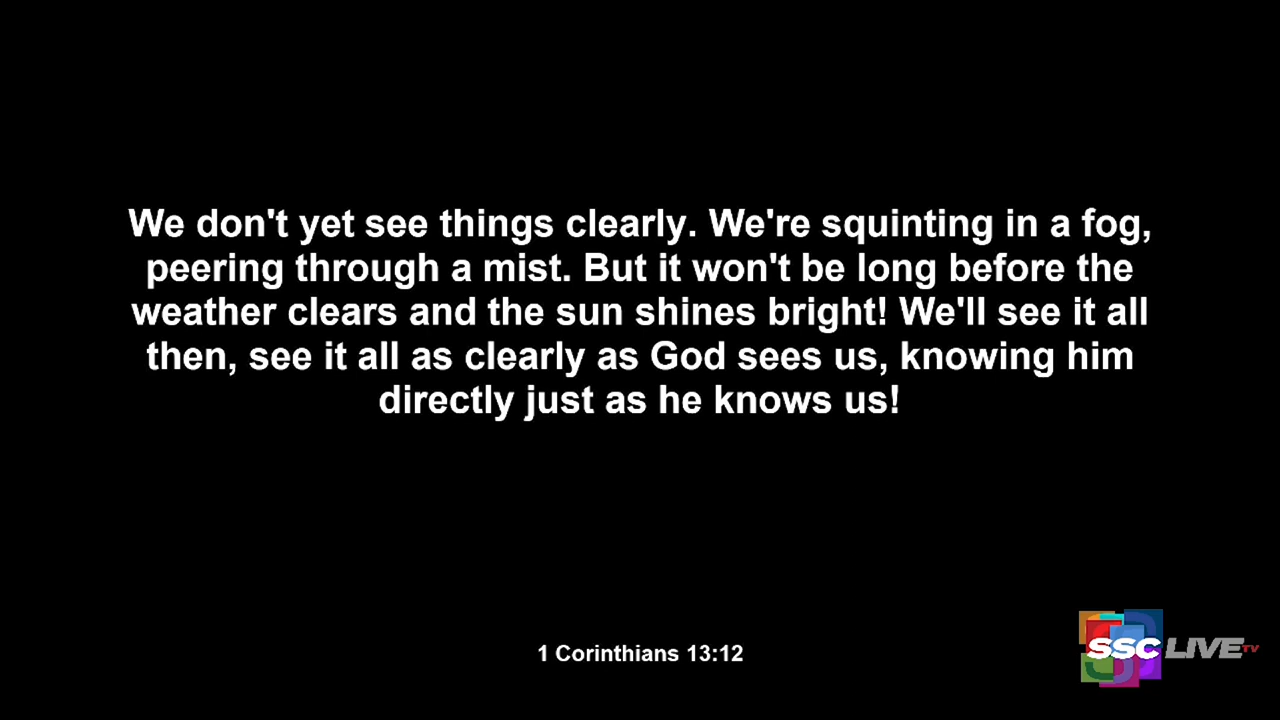 We don't yet see things clearly. We're squinting in a fog,
peering through a mist. But it won't be long before the
weather clears and the sun shines bright! We'll see it all
then, see it all as clearly as God sees us, knowing him
directly just as he knows us!
1 Corinthians 13:12
SSC LIVE TV